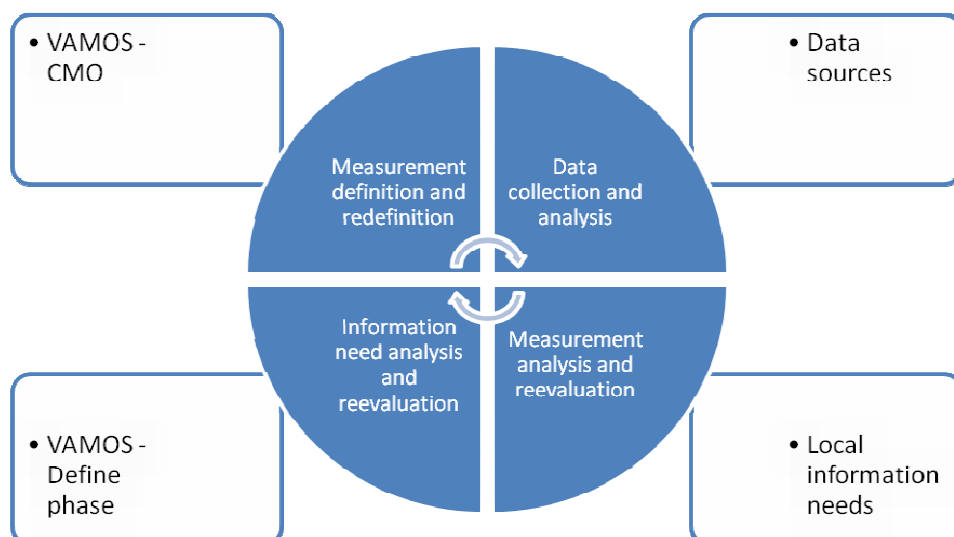 • VAMOS -
CMO
• Data
sources
Measurement
definition and
redefinition
Data
collection and
analysis
Information
need analysis
and
reevaluation
Measurement
analysis and
reevaluation
• VAMOS -
Define
phase
• Local
information
needs